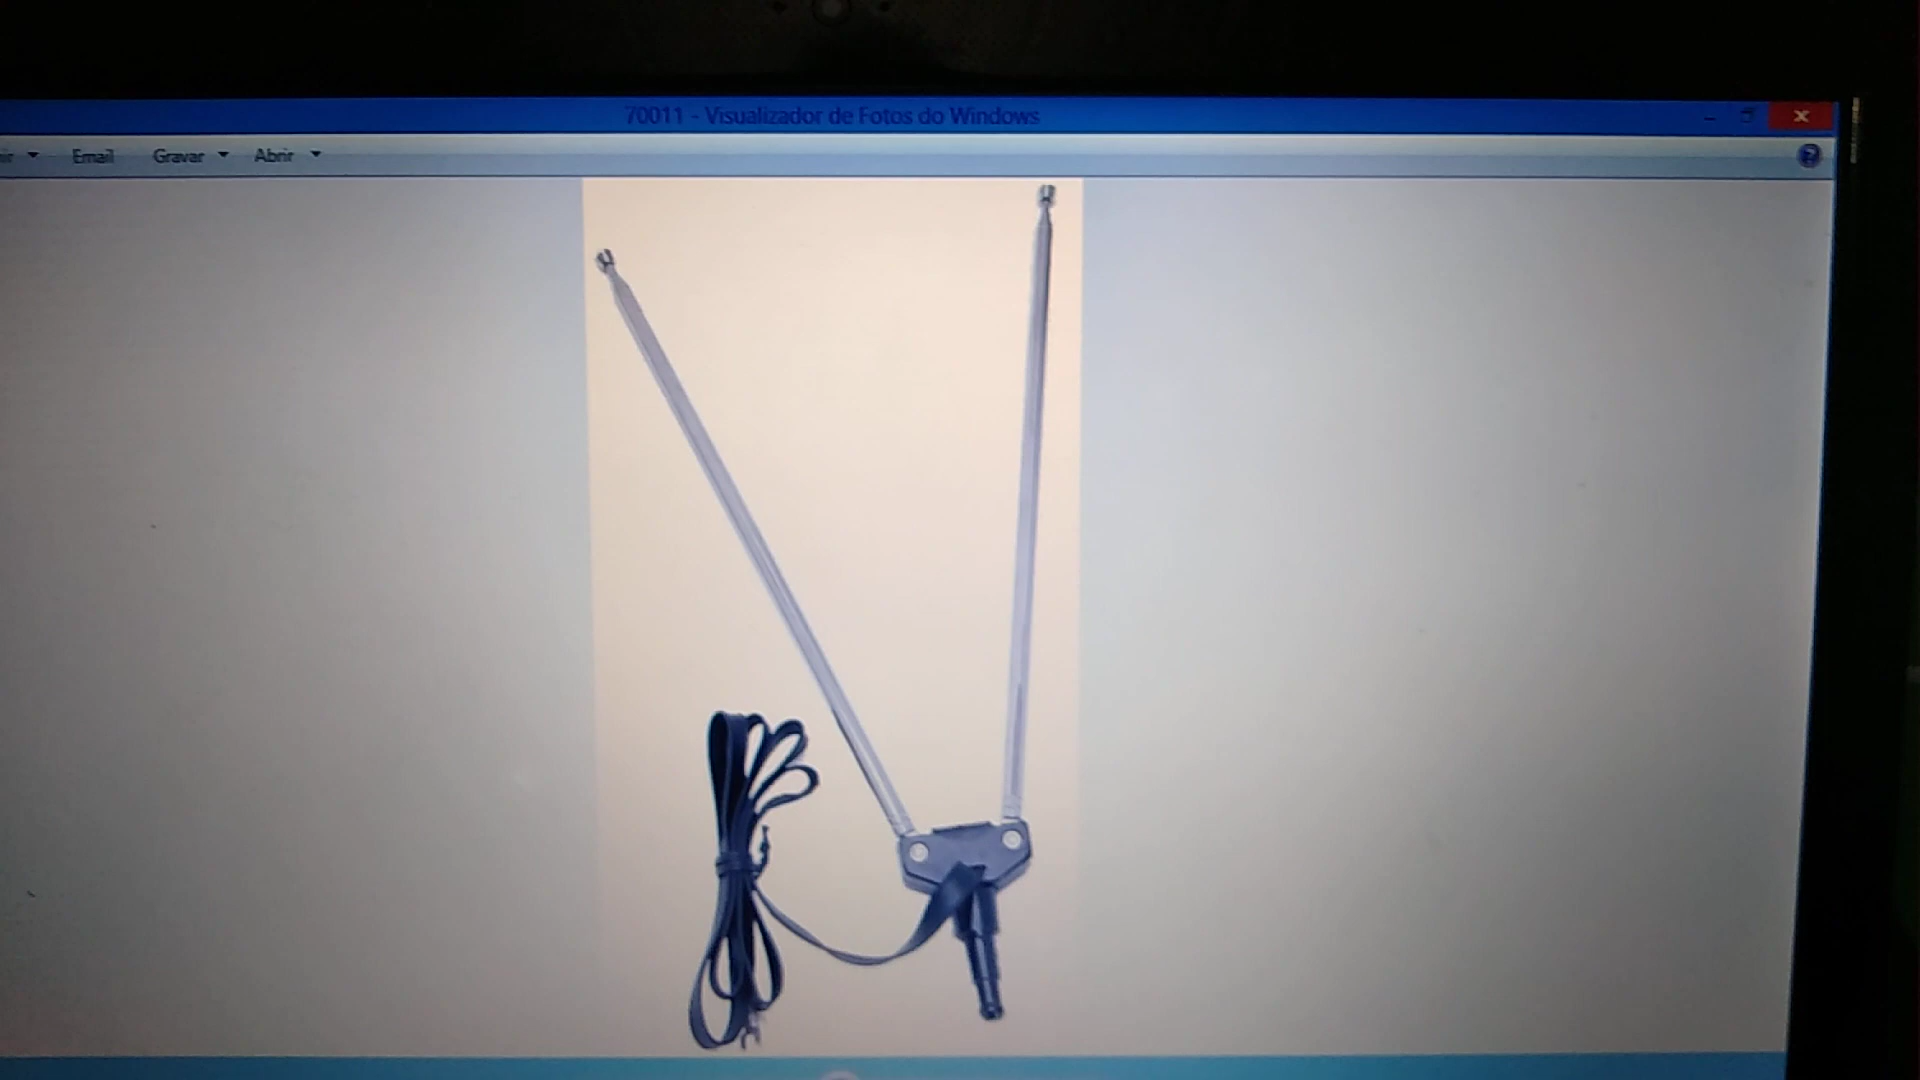 70011 - Visualizador de Fotos do Windows
Email Gravar Abrir